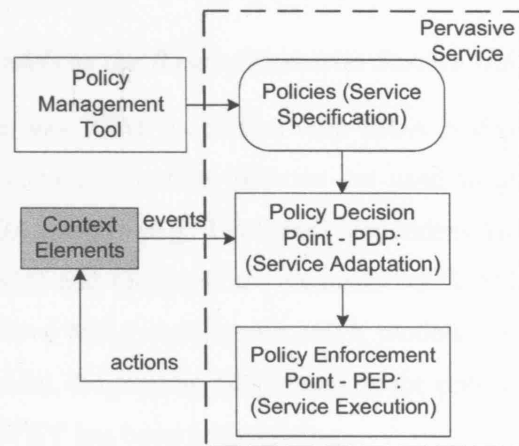 Pervasive
Service
Policy
Management
Tool
Policies (Service
Specification)
Context
Elements
events
Policy Decision
Point - PDP:
(Service Adaptation)
actions
Policy Enforcement
Point - PEP:
(Service Execution)